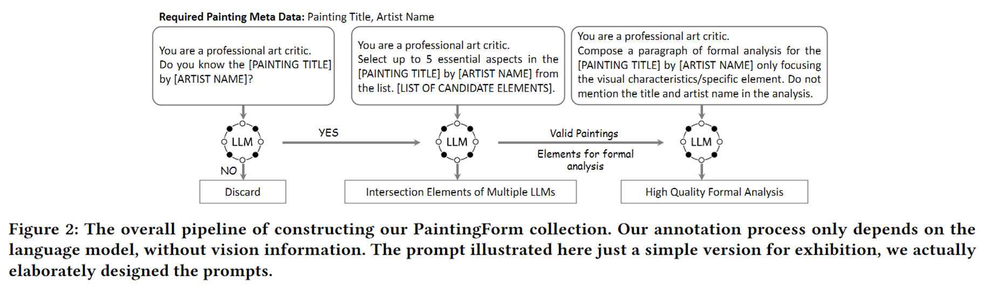 Required Painting Meta Data: Painting Title, Artist Name
You are a professional art critic.
Do you know the [PAINTING TITLE]
by [ARTIST NAME]?
You are a professional art critic.
Select up to 5 essential aspects in the
[PAINTING TITLE] by [ARTIST NAME] from
the list. [LIST OF CANDIDATE ELEMENTS].
You are a professional art critic.
Compose a paragraph of formal analysis for the
[PAINTING TITLE] by [ARTIST NAME] only focusing
the visual characteristics/specific element. Do not
mention the title and artist name in the analysis.
LLM
YES
LLM
Valid Paintings
Elements for formal
analysis
LLM
NO
Discard
Intersection Elements of Multiple LLMs
High Quality Formal Analysis
Figure 2: The overall pipeline of constructing our PaintingForm collection. Our annotation process only depends on the
language model, without vision information. The prompt illustrated here just a simple version for exhibition, we actually
elaborately designed the prompts.